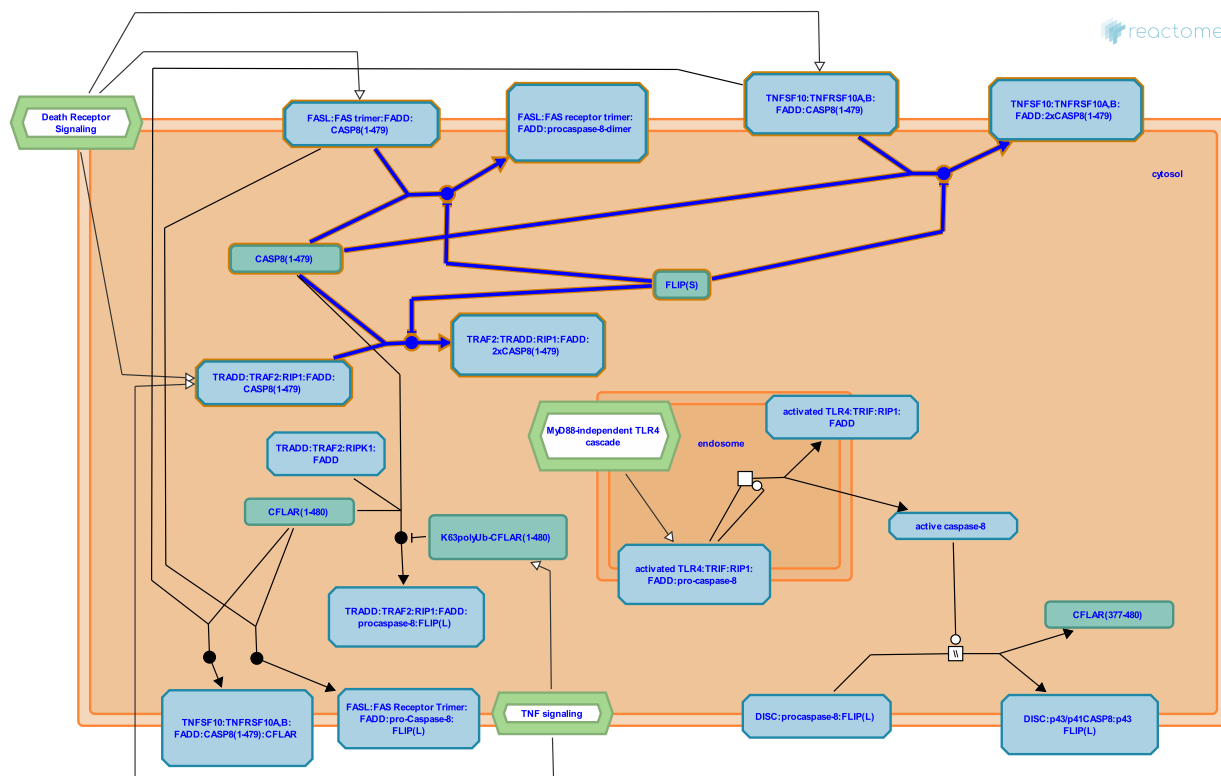 reactome
Death Receptor
Signaling
FASL:FAS trimer:FADD:
CASP8(1-479)
FASL:FAS receptor trimer:
FADD:procaspase-8-dimer
TNFSF10:TNFRSF10A,B:
FADD:CASP8(1-479)
TNFSF10:TNFRSF10A,B:
FADD:2xCASP8(1-479)
cytosol
CASP8(1-479)
FLIP(S)
TRAF2:TRADD:RIP1:FADD:
2xCASP8(1-479)
TRADD:TRAF2:RIP1:FADD:
CASP8(1-479)
MyD88-independent TLR4
cascade
endosome
activated TLR4:TRIF:RIP1:
FADD
TRADD:TRAF2:RIPK1:
FADD
CFLAR(1-480)
K63polyUb-CFLAR(1-480)
active caspase-8
activated TLR4:TRIF:RIP1:
FADD:pro-caspase-8
TRADD:TRAF2:RIP1:FADD:
procaspase-8:FLIP(L)
CFLAR(377-480)
\\
TNFSF10:TNFRSF10A,B:
FADD:CASP8(1-479):CFLAR
FASL:FAS Receptor Trimer:
FADD:pro-Caspase-8:
FLIP(L)
TNF signaling
DISC:procaspase-8:FLIP(L)
DISC:p43/p41CASP8:p43
FLIP(L)